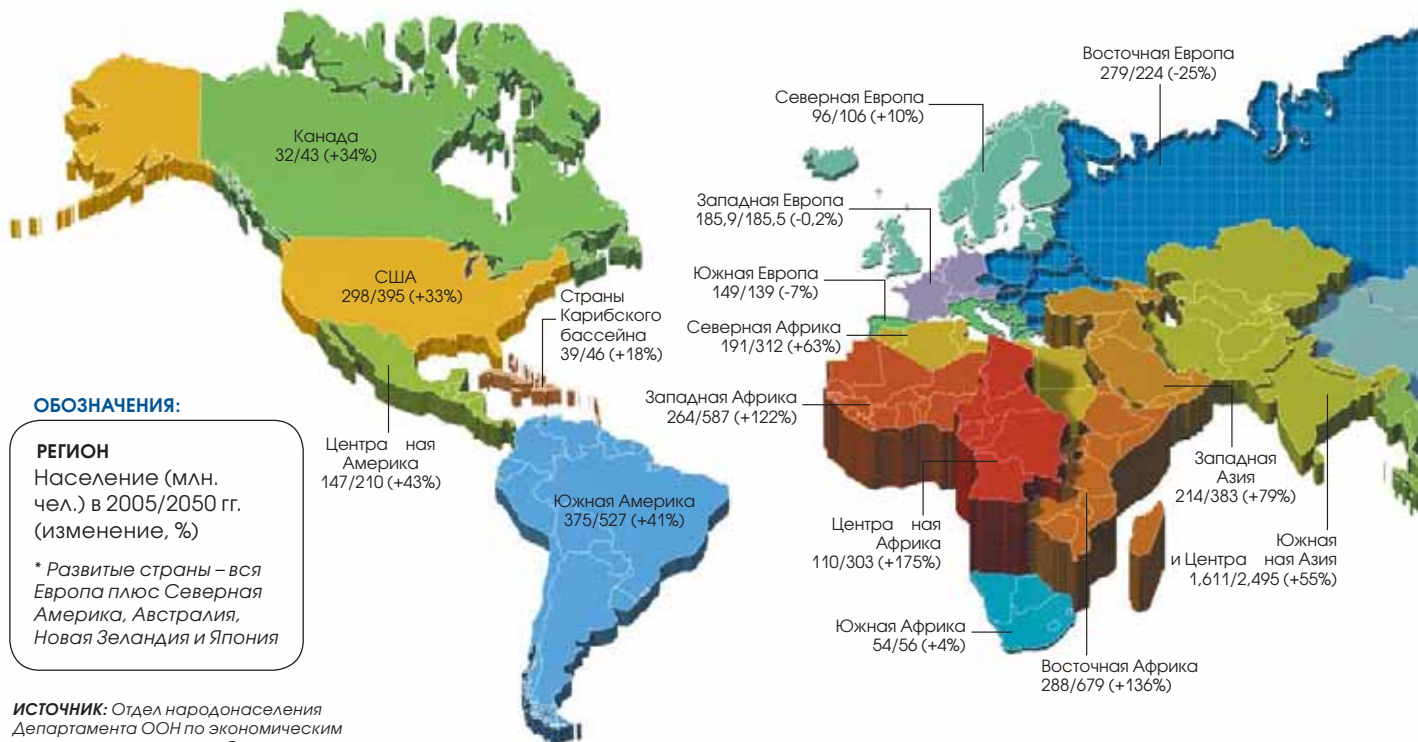 Канада
32/43 (+34%)
США
298/395 (+33%)
Страны
Карибского
бассейна
39/46 (+18%)
Центра ная
Америка
147/210 (+43%)
Южная Америка
375/527 (+41%)
ОБОЗНАЧЕНИЯ:
РЕГИОН
Население (млн.
чел.) в 2005/2050 гг.
(изменение, %)
* Развитые страны – вся
Европа плюс Северная
Америка, Австралия,
Новая Зеландия и Япония
ИСТОЧНИК: Отдел народонаселения
Департамента ООН по экономическим
Восточная Европа
279/224 (-25%)
Северная Европа
96/106 (+10%)
Западная Европа
185,9/185,5 (-0,2%)
Южная Европа
149/139 (-7%)
Северная Африка
191/312 (+63%)
Западная Африка
264/587 (+122%)
Центра ная
Африка
110/303 (+175%)
Южная Африка
54/56 (+4%)
Восточная Африка
288/679 (+136%)
Западная
Азия
214/383 (+79%)
Южная
и Центра ная Азия
1,611/2,495 (+55%)